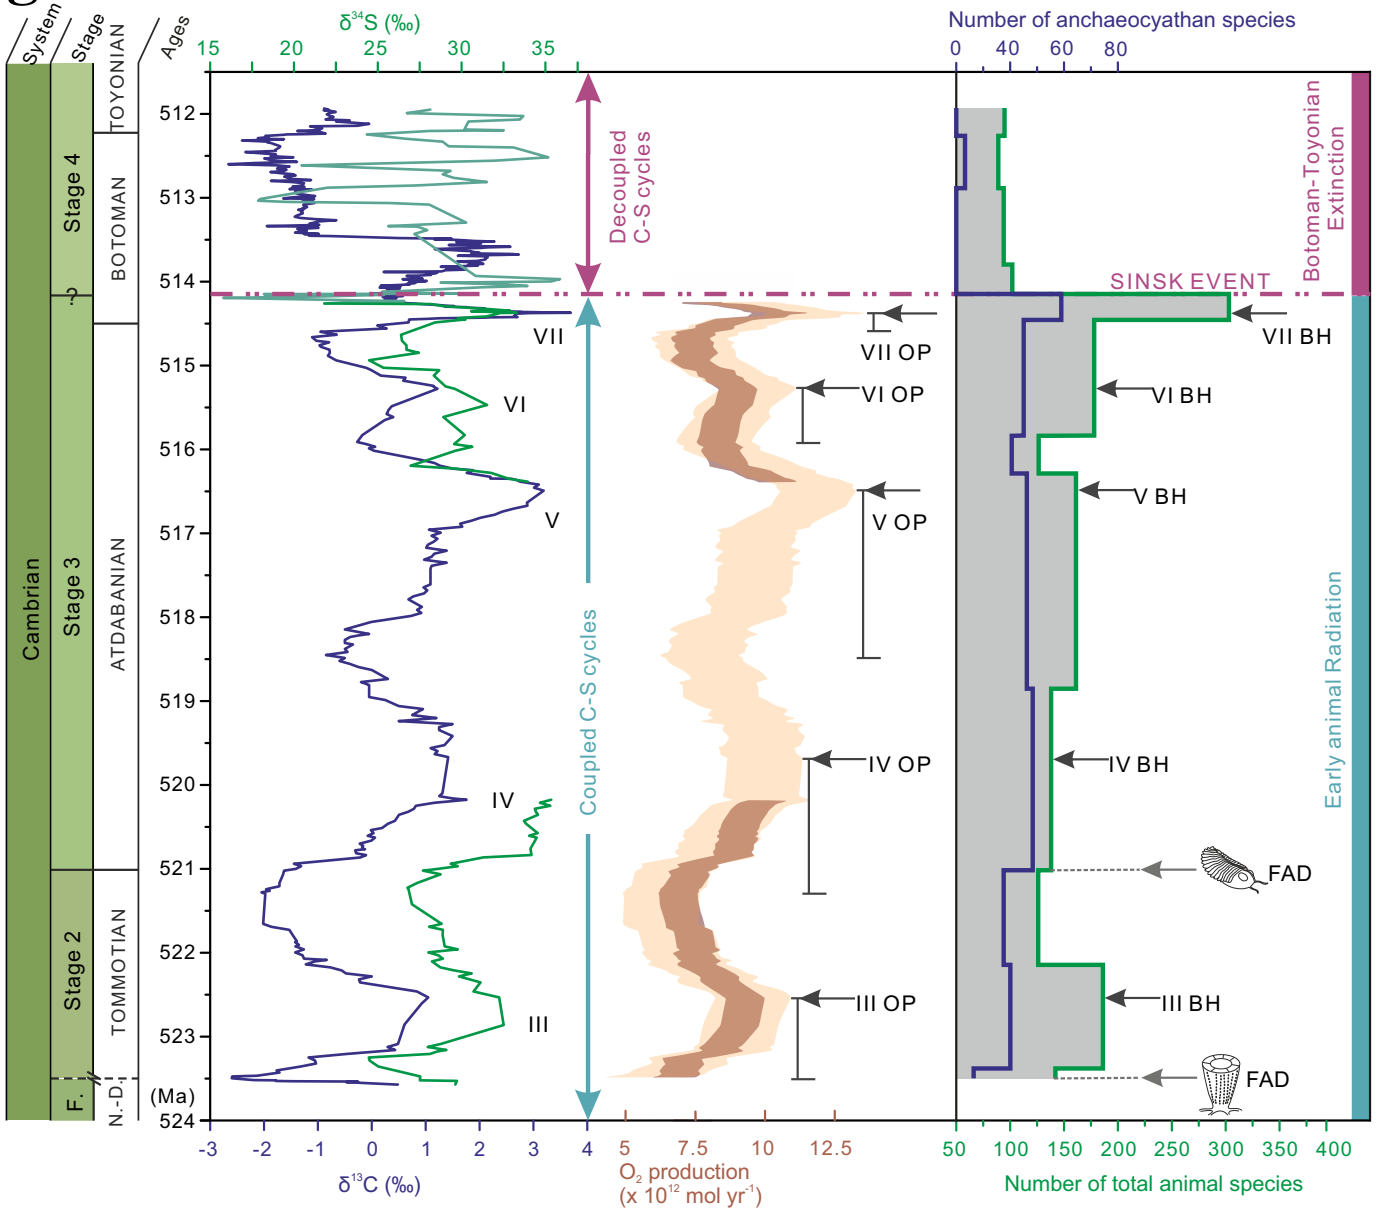 System
Stage
Ages
δ³⁴S (‰)
15 20 25 30 35
Number of anchaeocyathan species
0 40 60 80
TOYONIAN
BOTOMAN
ATDABANIAN
TOMMOTIAN
N.-D.
Stage 4
?
Stage 3
Stage 2
F.
Cambrian
512
513
514
515
516
517
518
519
520
521
522
523
(Ma)
524
VII
VI
V
IV
III
Decoupled
C-S cycles
Coupled C-S cycles
VII OP
VI OP
V OP
IV OP
III OP
SINSK EVENT
VII BH
VI BH
V BH
IV BH
FAD
III BH
FAD
Botoman-Toyonian
Extinction
Early animal Radiation
-3 -2 -1 0 1 2 3 4
δ¹³C (‰)
5 7.5 10 12.5
O₂ production
(x 10¹² mol yr⁻¹)
50 100 150 200 250 300 350 400
Number of total animal species